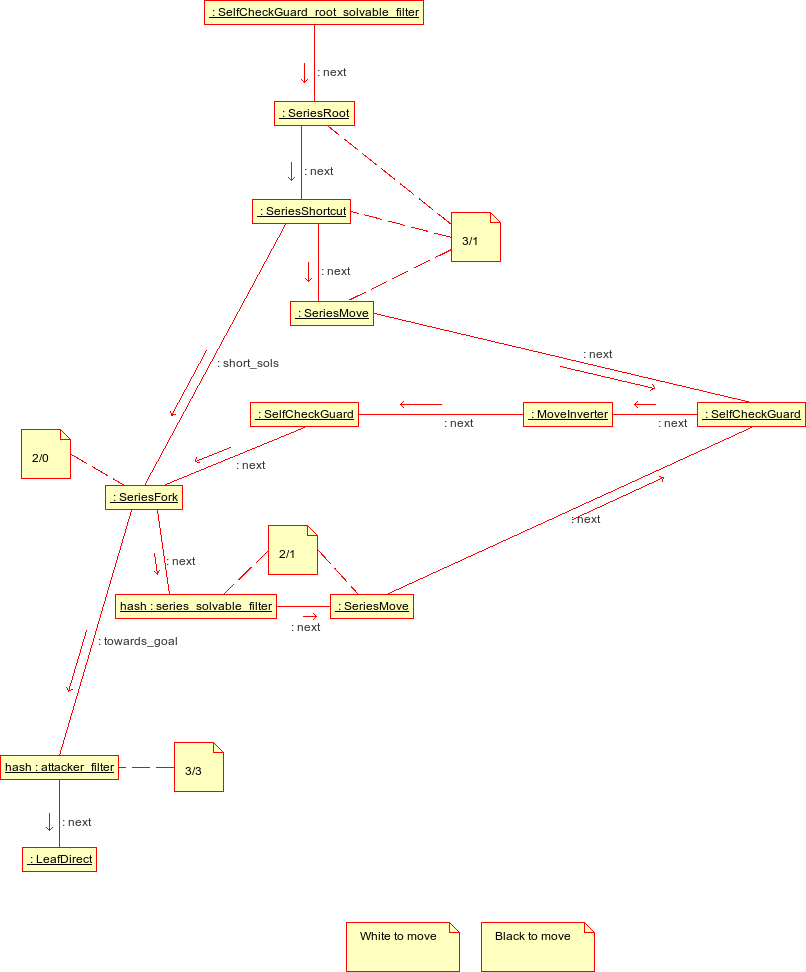 : SelfCheckGuard_root_solvable_filter
: next
: SeriesRoot
: next
: SeriesShortcut
3/1
: next
: SeriesMove
: next
: short_sols
: SelfCheckGuard
: MoveInverter
: SelfCheckGuard
: next
: next
2/0
: next
: SeriesFork
: next
2/1
: next
hash : series_solvable_filter
: SeriesMove
: next
: towards_goal
hash : attacker_filter
3/3
: next
: LeafDirect
White to move
Black to move